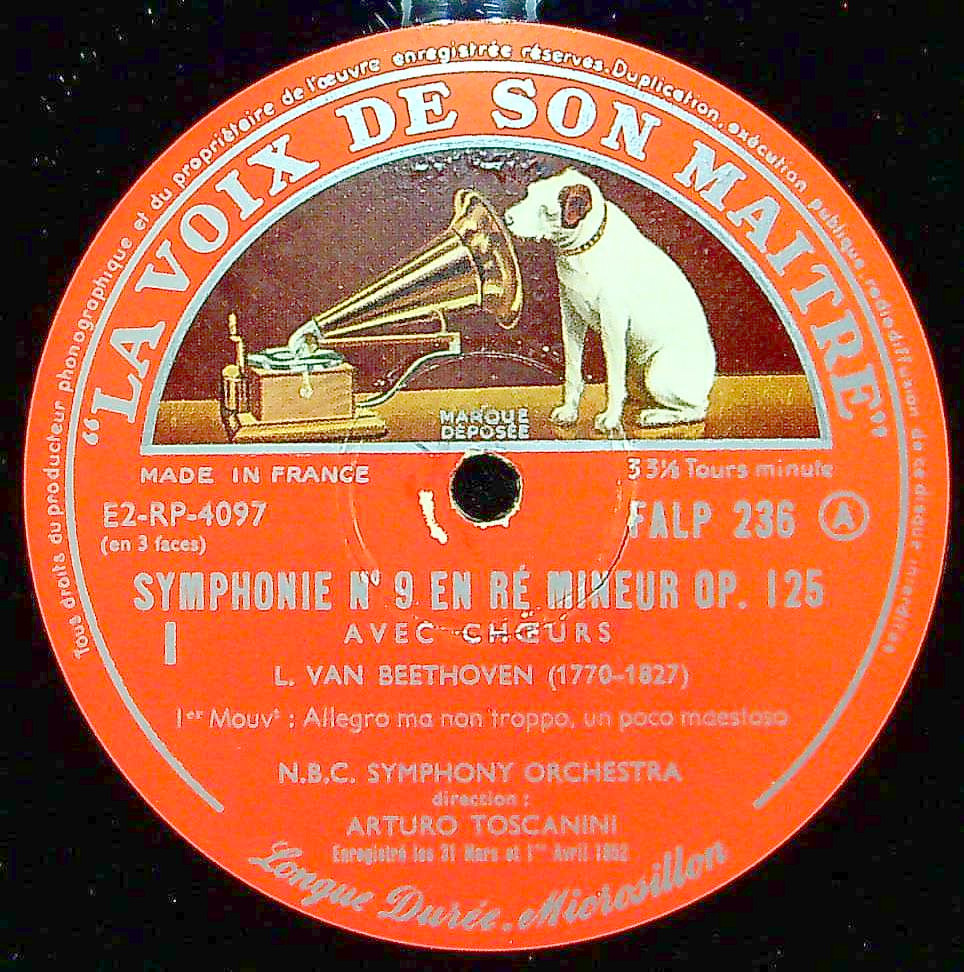 Tous droits du producteur phonographique et du propriétaire de l'œuvre enregistrée réservés. Duplication, exécution publique, radiodiffusion de ce disque interdites
"LA VOIX DE SON MAITRE"
MARQUE
DÉPOSÉE
MADE IN FRANCE
33⅓ Tours minute
E2-RP-4097
FALP 236 A
(en 3 faces)
SYMPHONIE Nº 9 EN RÉ MINEUR OP. 125
I
AVEC CHŒURS
L. VAN BEETHOVEN (1770-1827)
1er Mouvt : Allegro ma non troppo, un poco maestoso
N.B.C. SYMPHONY ORCHESTRA
direction :
ARTURO TOSCANINI
Enregistré les 31 Mars et 1er Avril 1952
Longue Durée. Microsillon